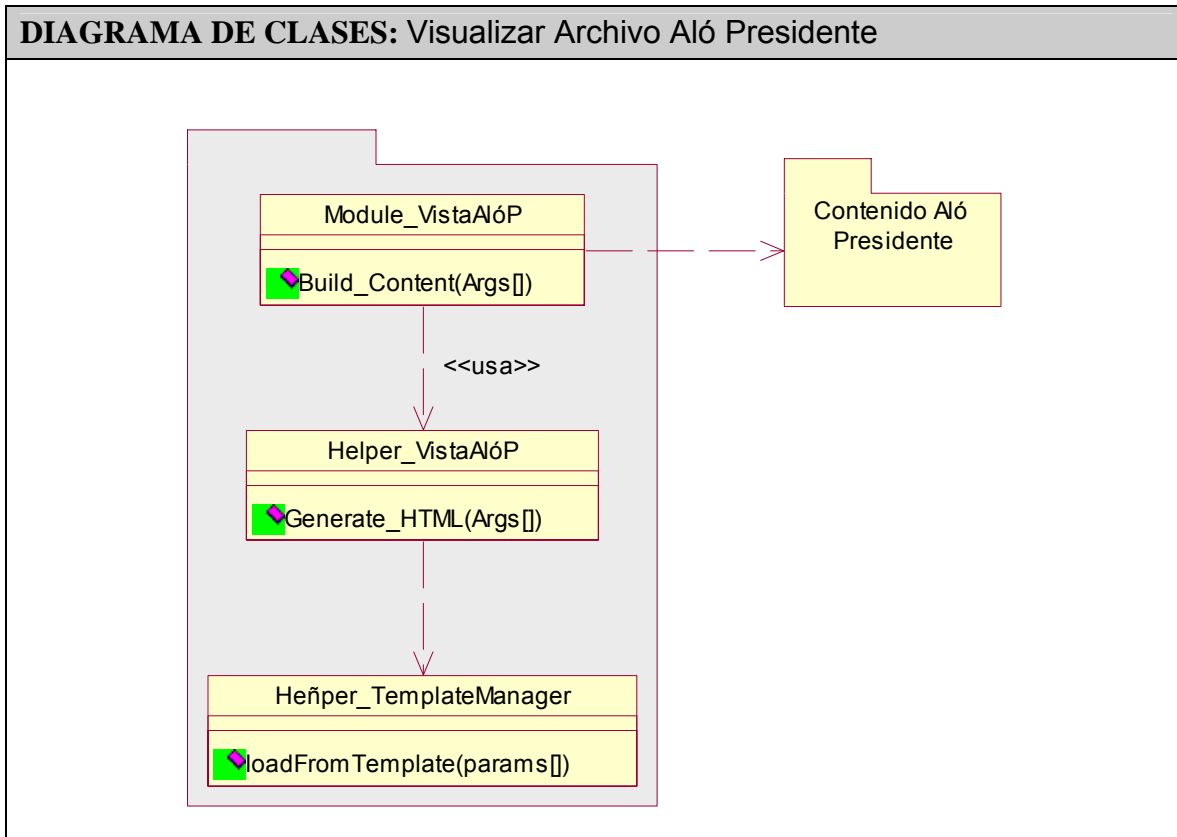 DIAGRAMA DE CLASES: Visualizar Archivo Aló Presidente
Module_VistaAlóP
Build_Content(Args[])
Contenido Aló
Presidente
<<usa>>
Helper_VistaAlóP
Generate_HTML(Args[])
Heñper_TemplateManager
loadFromTemplate(params[])